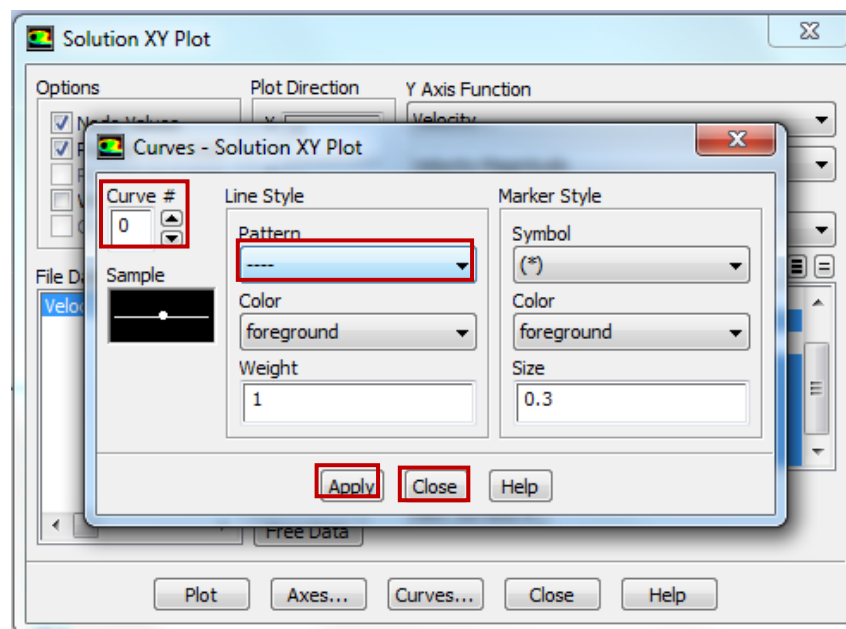 Solution XY Plot
Options
Plot Direction
Y Axis Function
Velocity
Curves - Solution XY Plot
Curve #
0
Sample
Line Style
Pattern
----
Color
foreground
Weight
1
Marker Style
Symbol
(*)
Color
foreground
Size
0.3
Apply
Close
Help
Free Data
Plot
Axes...
Curves...
Close
Help